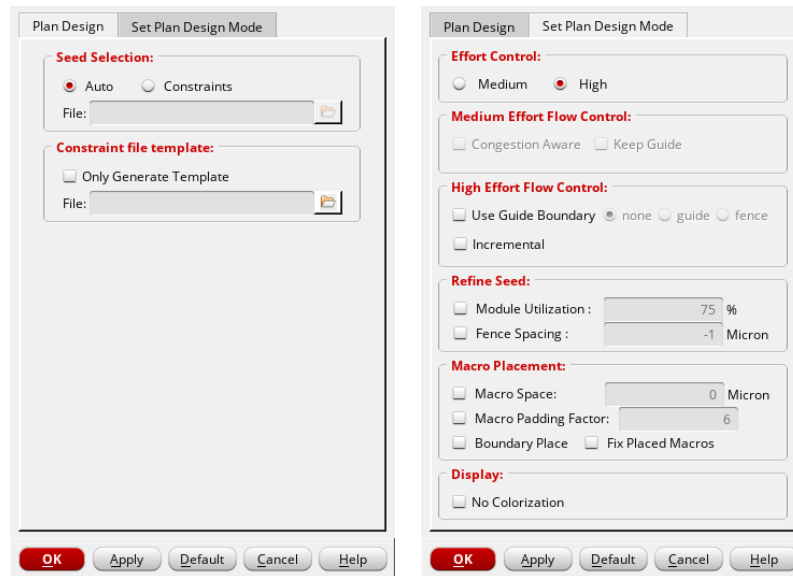 Plan Design Set Plan Design Mode
Seed Selection:
Auto Constraints
File:
Constraint file template:
Only Generate Template
File:
OK Apply Default Cancel Help
Plan Design Set Plan Design Mode
Effort Control:
Medium High
Medium Effort Flow Control:
Congestion Aware Keep Guide
High Effort Flow Control:
Use Guide Boundary none guide fence
Incremental
Refine Seed:
Module Utilization : 75 %
Fence Spacing : -1 Micron
Macro Placement:
Macro Space: 0 Micron
Macro Padding Factor: 6
Boundary Place Fix Placed Macros
Display:
No Colorization
OK Apply Default Cancel Help